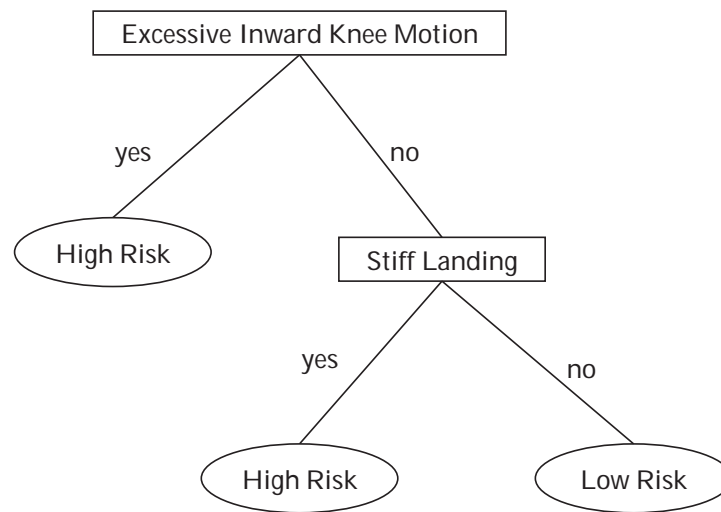 Excessive Inward Knee Motion
yes
no
High Risk
Stiff Landing
yes
no
High Risk
Low Risk